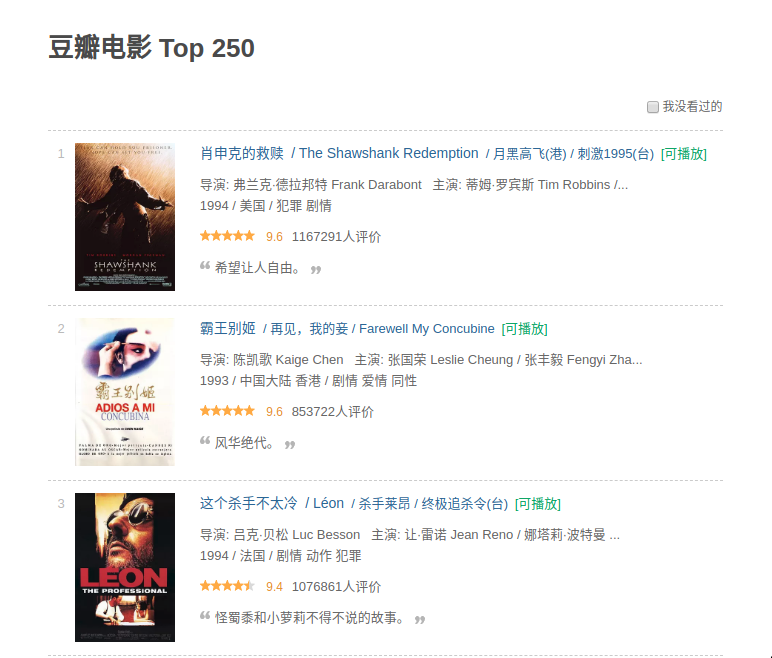 豆瓣电影 Top 250
我没看过的
1
肖申克的救赎 / The Shawshank Redemption / 月黑高飞(港) / 刺激1995(台) [可播放]
导演: 弗兰克·德拉邦特 Frank Darabont 主演: 蒂姆·罗宾斯 Tim Robbins /...
1994 / 美国 / 犯罪 剧情
9.6 1167291人评价
“ 希望让人自由。 ”
SHAWSHANK
REDEMPTION
2
霸王别姬 / 再见，我的妾 / Farewell My Concubine [可播放]
导演: 陈凯歌 Kaige Chen 主演: 张国荣 Leslie Cheung / 张丰毅 Fengyi Zha...
1993 / 中国大陆 香港 / 剧情 爱情 同性
9.6 853722人评价
“ 风华绝代。 ”
霸王别姬
ADIOS A MI
CONCUBINA
3
这个杀手不太冷 / Léon / 杀手莱昂 / 终极追杀令(台) [可播放]
导演: 吕克·贝松 Luc Besson 主演: 让·雷诺 Jean Reno / 娜塔莉·波特曼 ...
1994 / 法国 / 剧情 动作 犯罪
9.4 1076861人评价
“ 怪蜀黍和小萝莉不得不说的故事。 ”
LEON
THE PROFESSIONAL